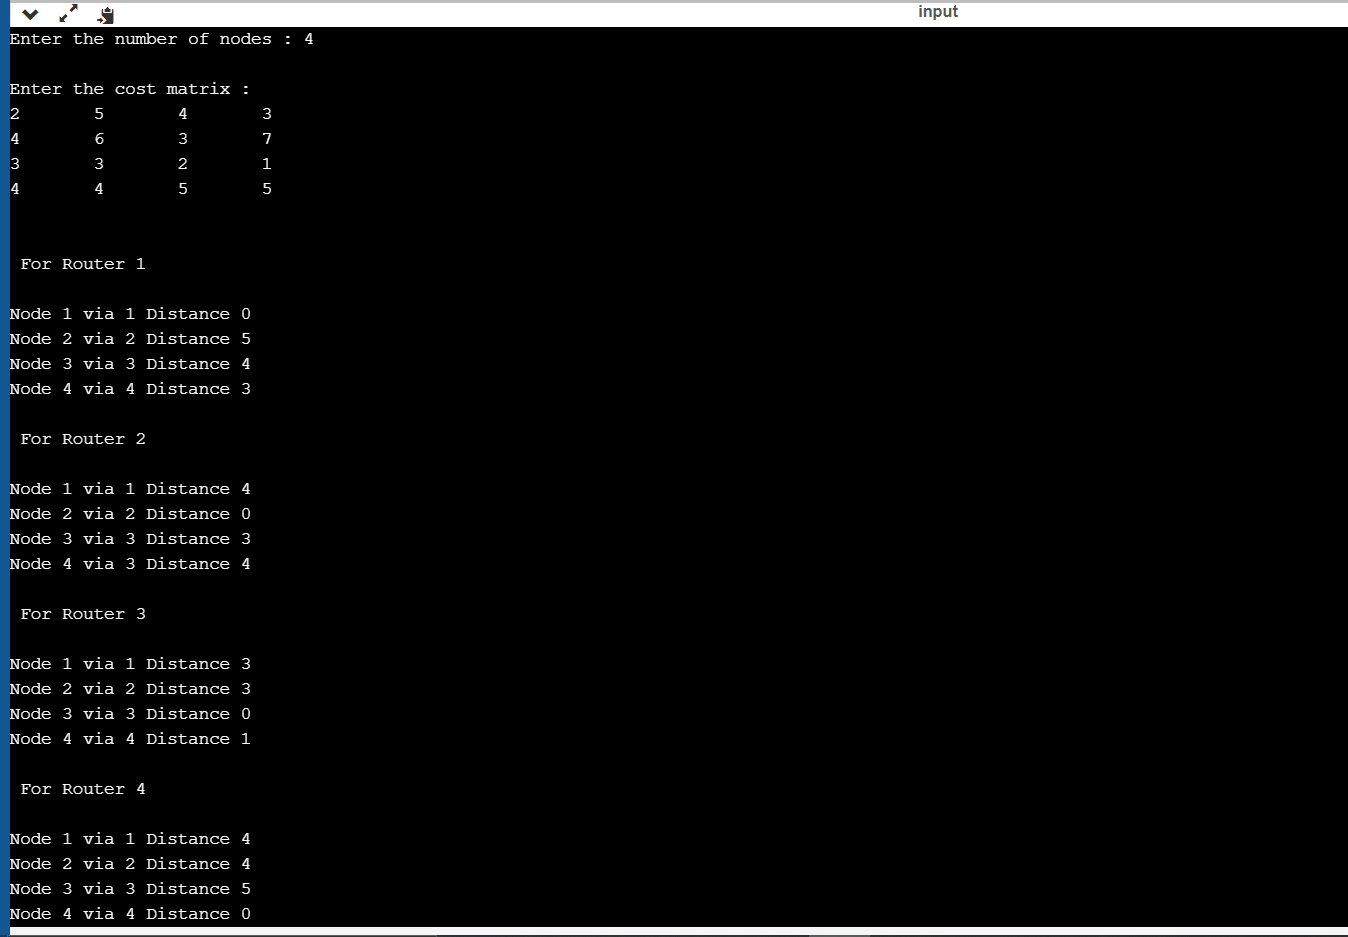 input
Enter the number of nodes : 4
Enter the cost matrix :
2 5 4 3
4 6 3 7
3 3 2 1
4 4 5 5
For Router 1
Node 1 via 1 Distance 0
Node 2 via 2 Distance 5
Node 3 via 3 Distance 4
Node 4 via 4 Distance 3
For Router 2
Node 1 via 1 Distance 4
Node 2 via 2 Distance 0
Node 3 via 3 Distance 3
Node 4 via 3 Distance 4
For Router 3
Node 1 via 1 Distance 3
Node 2 via 2 Distance 3
Node 3 via 3 Distance 0
Node 4 via 4 Distance 1
For Router 4
Node 1 via 1 Distance 4
Node 2 via 2 Distance 4
Node 3 via 3 Distance 5
Node 4 via 4 Distance 0